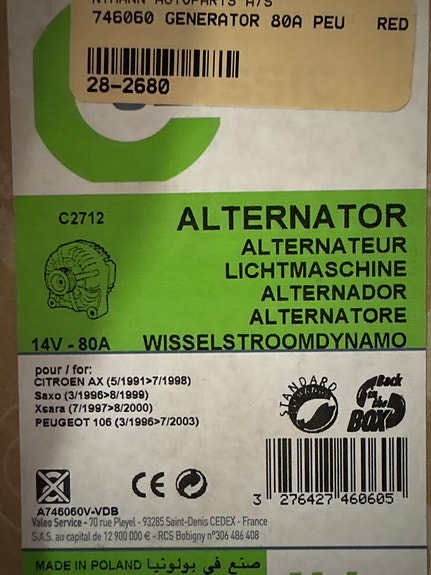 NYMANN AUTOPARTS A/S
746060 GENERATOR 80A PEU RED
28-2680
C2712
ALTERNATOR
ALTERNATEUR
LICHTMASCHINE
ALTERNADOR
ALTERNATORE
14V - 80A WISSELSTROOMDYNAMO
pour / for:
CITROEN AX (5/1991>7/1998)
Saxo (3/1996>8/1999)
Xsara (7/1997>8/2000)
PEUGEOT 106 (3/1996>7/2003)
STANDARD
Back in the BOX
CE
3 276427 460605
A746060V-VDB
Valeo Service - 70 rue Pleyel - 93285 Saint-Denis CEDEX - France
S.A.S. au capital de 12 900 000 € - RCS Bobigny n°306 486 408
MADE IN POLAND صنع في بولونيا